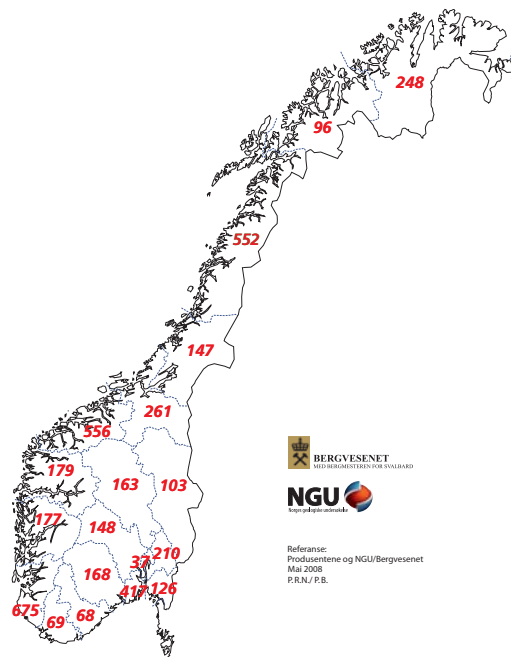 248
96
552
147
261
556
179
163
103
177
148
37
210
168
417
126
675
69
68
BERGVESENET
MED BERGMESTEREN FOR SVALBARD
NGU
Norges geologiske undersøkelse
Referanse:
Produsentene og NGU/Bergvesenet
Mai 2008
P.R.N./ P.B.